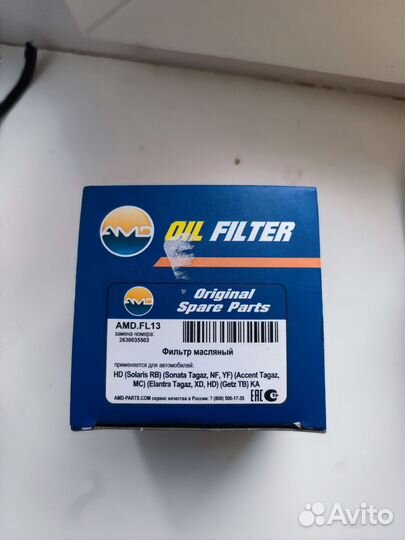 AMD
OIL FILTER
AMD
Original
Spare Parts
AMD.FL13
замена номера:
2630035503
Фильтр масляный
применяется для автомобилей:
HD (Solaris RB) (Sonata Tagaz, NF, YF) (Accent Tagaz,
MC) (Elantra Tagaz, XD, HD) (Getz TB) KA
AMD-PARTS.COM сервис качества в России: 7 (800) 500-17-35
EAC
Avito